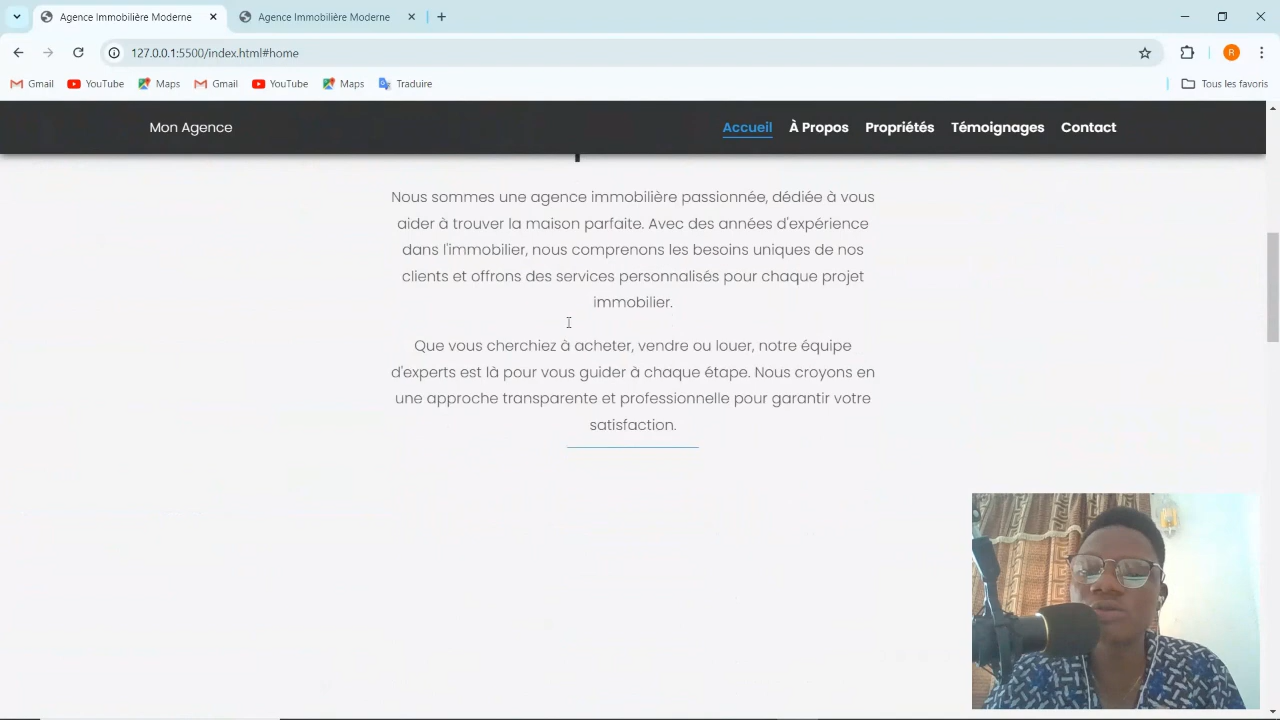 Agence Immobilière Moderne
Agence Immobilière Moderne
127.0.0.1:5500/index.html#home
R
Gmail YouTube Maps Gmail YouTube Maps Traduire Tous les favoris
Mon Agence
Accueil À Propos Propriétés Témoignages Contact
Nous sommes une agence immobilière passionnée, dédiée à vous
aider à trouver la maison parfaite. Avec des années d'expérience
dans l'immobilier, nous comprenons les besoins uniques de nos
clients et offrons des services personnalisés pour chaque projet
immobilier.
Que vous cherchiez à acheter, vendre ou louer, notre équipe
d'experts est là pour vous guider à chaque étape. Nous croyons en
une approche transparente et professionnelle pour garantir votre
satisfaction.